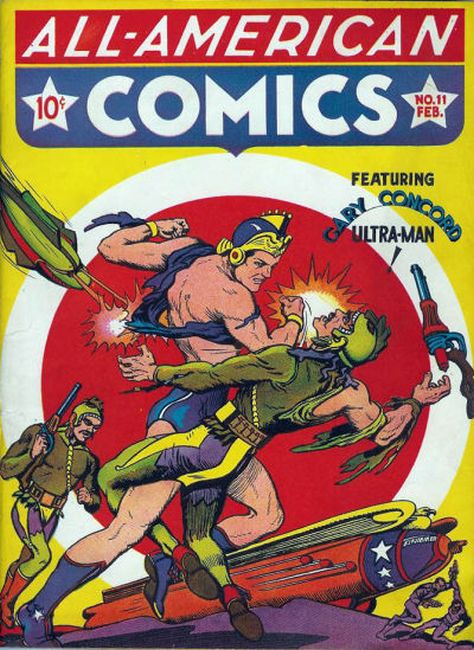 ALL-AMERICAN
10¢ COMICS NO. 11
FEB.
FEATURING
GARY CONCORD
ULTRA-MAN
!